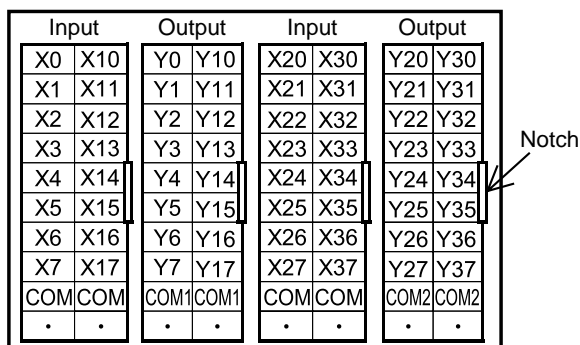 Input Output Input Output
X0 X10 Y0 Y10 X20 X30 Y20 Y30
X1 X11 Y1 Y11 X21 X31 Y21 Y31
X2 X12 Y2 Y12 X22 X32 Y22 Y32
X3 X13 Y3 Y13 X23 X33 Y23 Y33
Notch
X4 X14 Y4 Y14 X24 X34 Y24 Y34
X5 X15 Y5 Y15 X25 X35 Y25 Y35
X6 X16 Y6 Y16 X26 X36 Y26 Y36
X7 X17 Y7 Y17 X27 X37 Y27 Y37
COM COM COM1 COM1 COM COM COM2 COM2
· · · · · · · ·